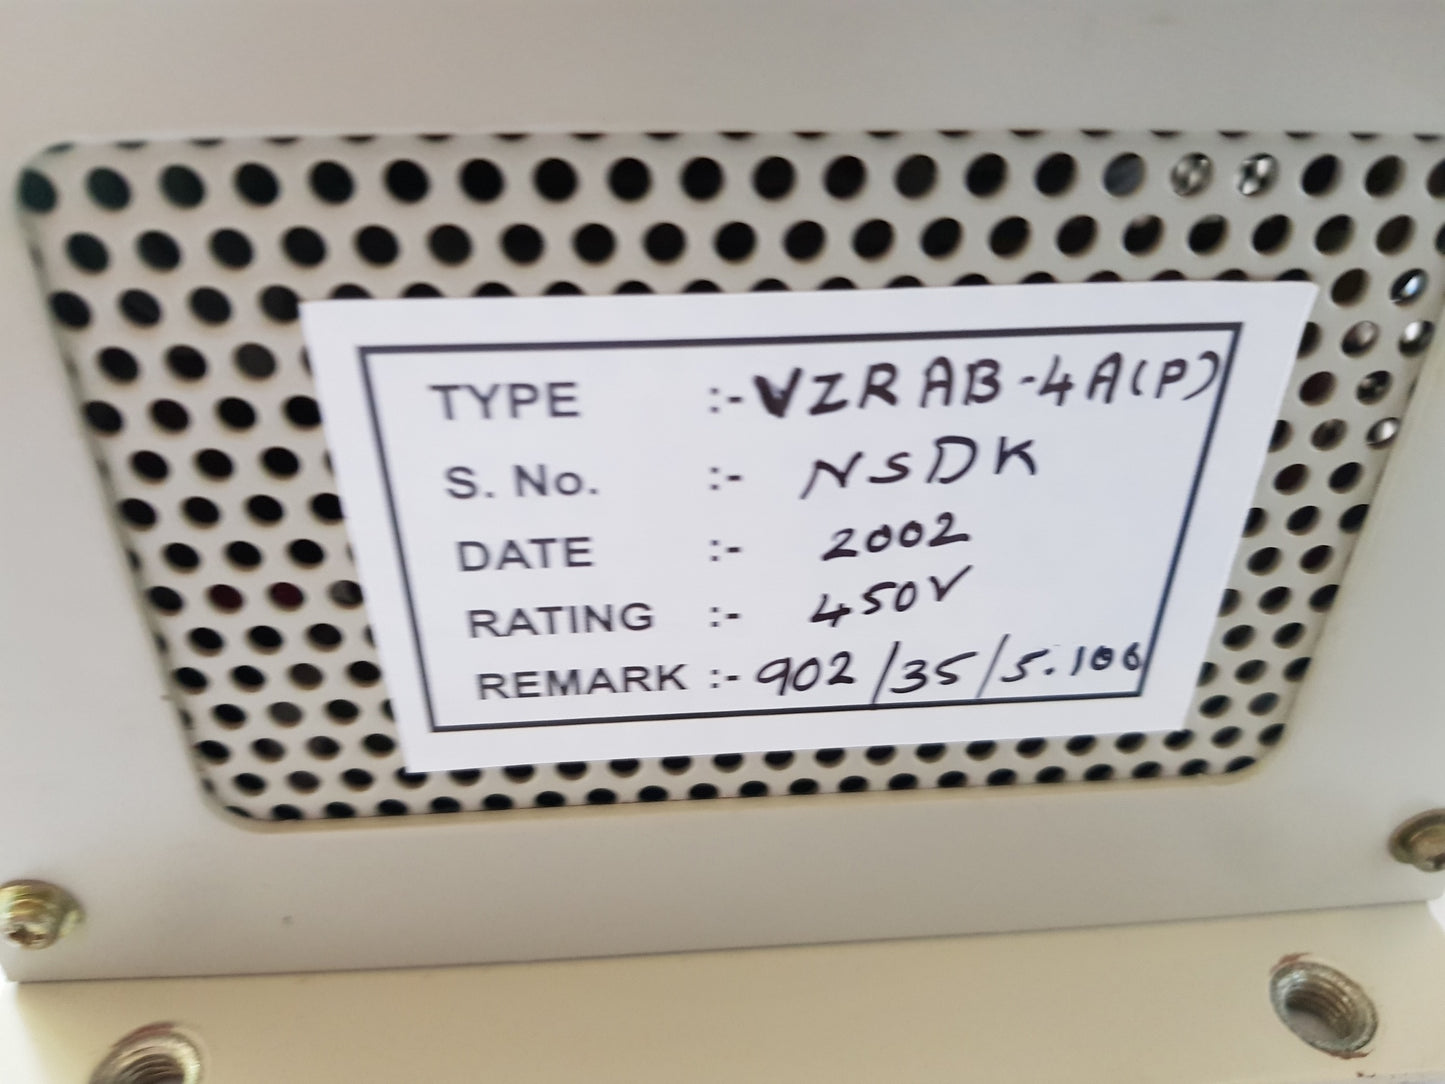 TYPE :- VZRAB-4A(P)
S. No. :- NSDK
DATE :- 2002
RATING :- 450V
REMARK :- 902/35/5.106